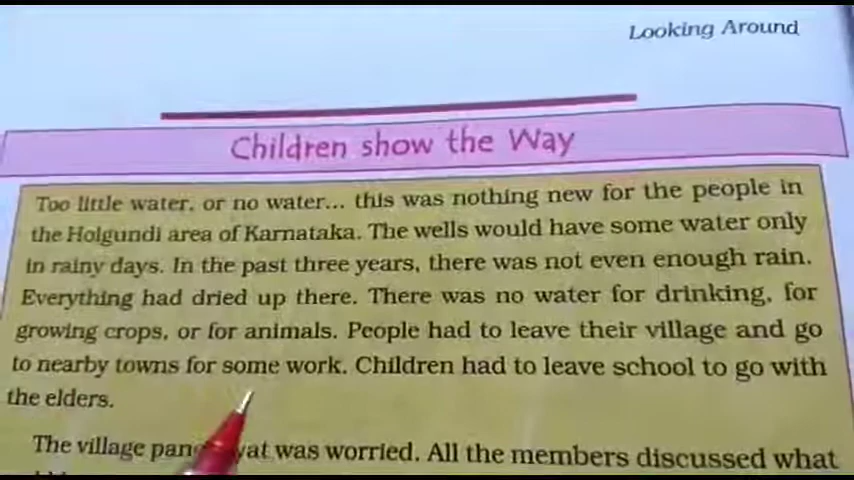 Looking Around
Children show the Way
Too little water, or no water... this was nothing new for the people in
the Holgundi area of Karnataka. The wells would have some water only
in rainy days. In the past three years, there was not even enough rain.
Everything had dried up there. There was no water for drinking, for
growing crops, or for animals. People had to leave their village and go
to nearby towns for some work. Children had to leave school to go with
the elders.
The village was worried. All the members discussed what